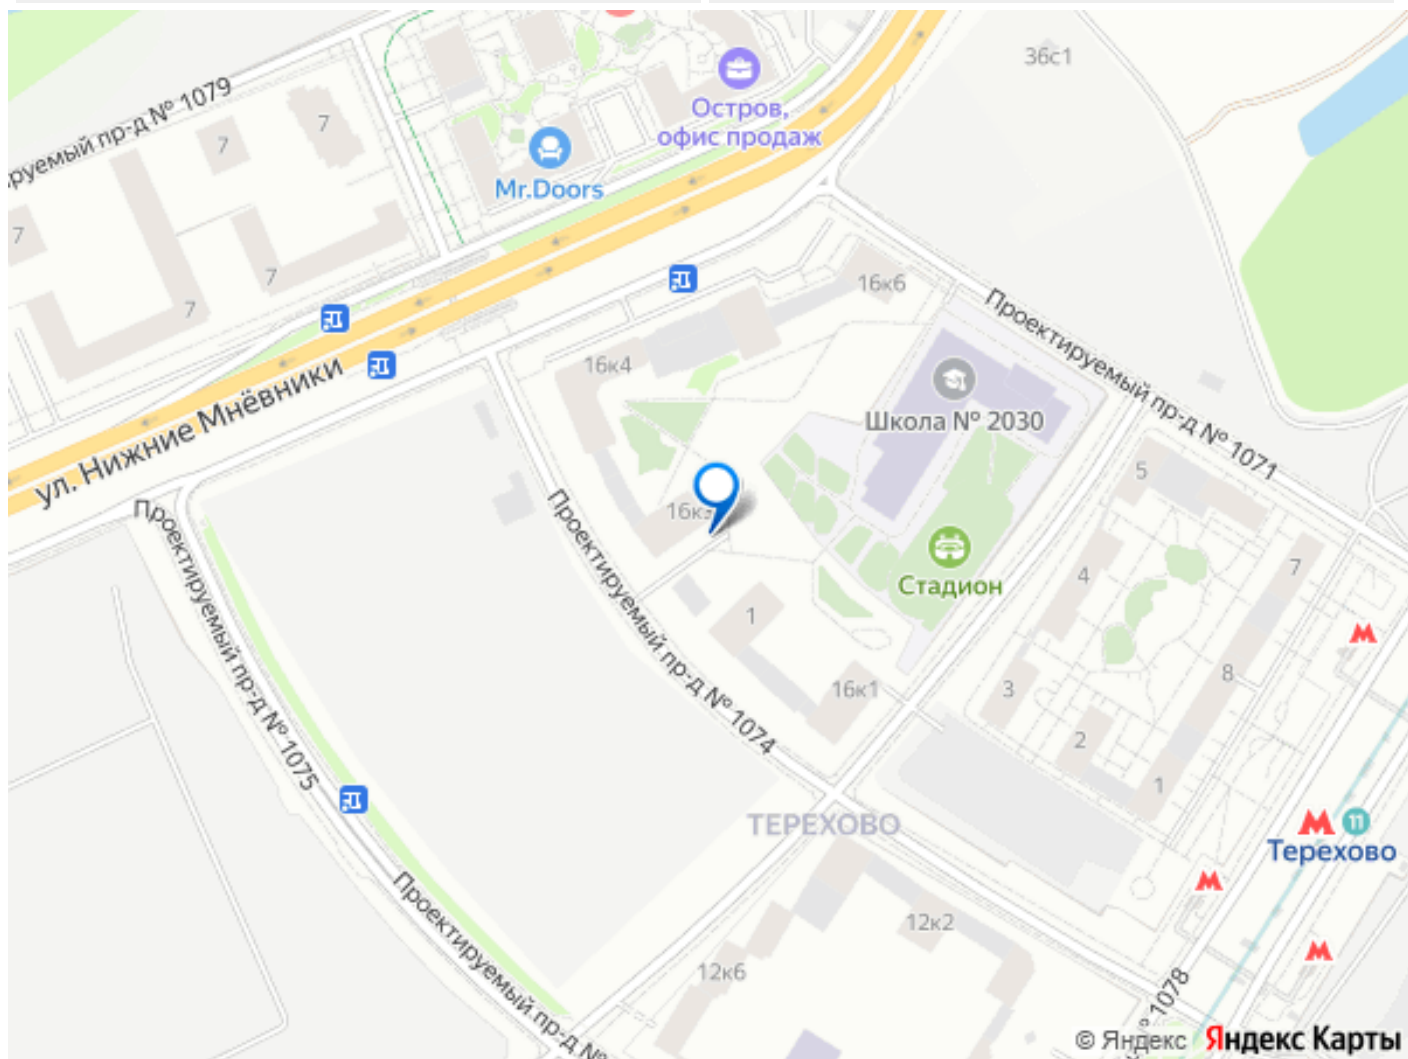 36с1
руемый пр-д № 1079
Остров,
офис продаж
7
7
Mr.Doors
7
7
7
16к6
Проектируемый пр-д № 1071
ул. Нижние Мнёвники
16к4
Школа № 2030
5
Проектируемый пр-д № 1075
16к3
Проектируемый пр-д № 1074
Стадион
4
7
1
16к1
3
8
2
1
ТЕРЕХОВО
11
Терехово
Проектируемый пр-д №
12к2
12к6
№ 1078
© Яндекс Яндекс Карты